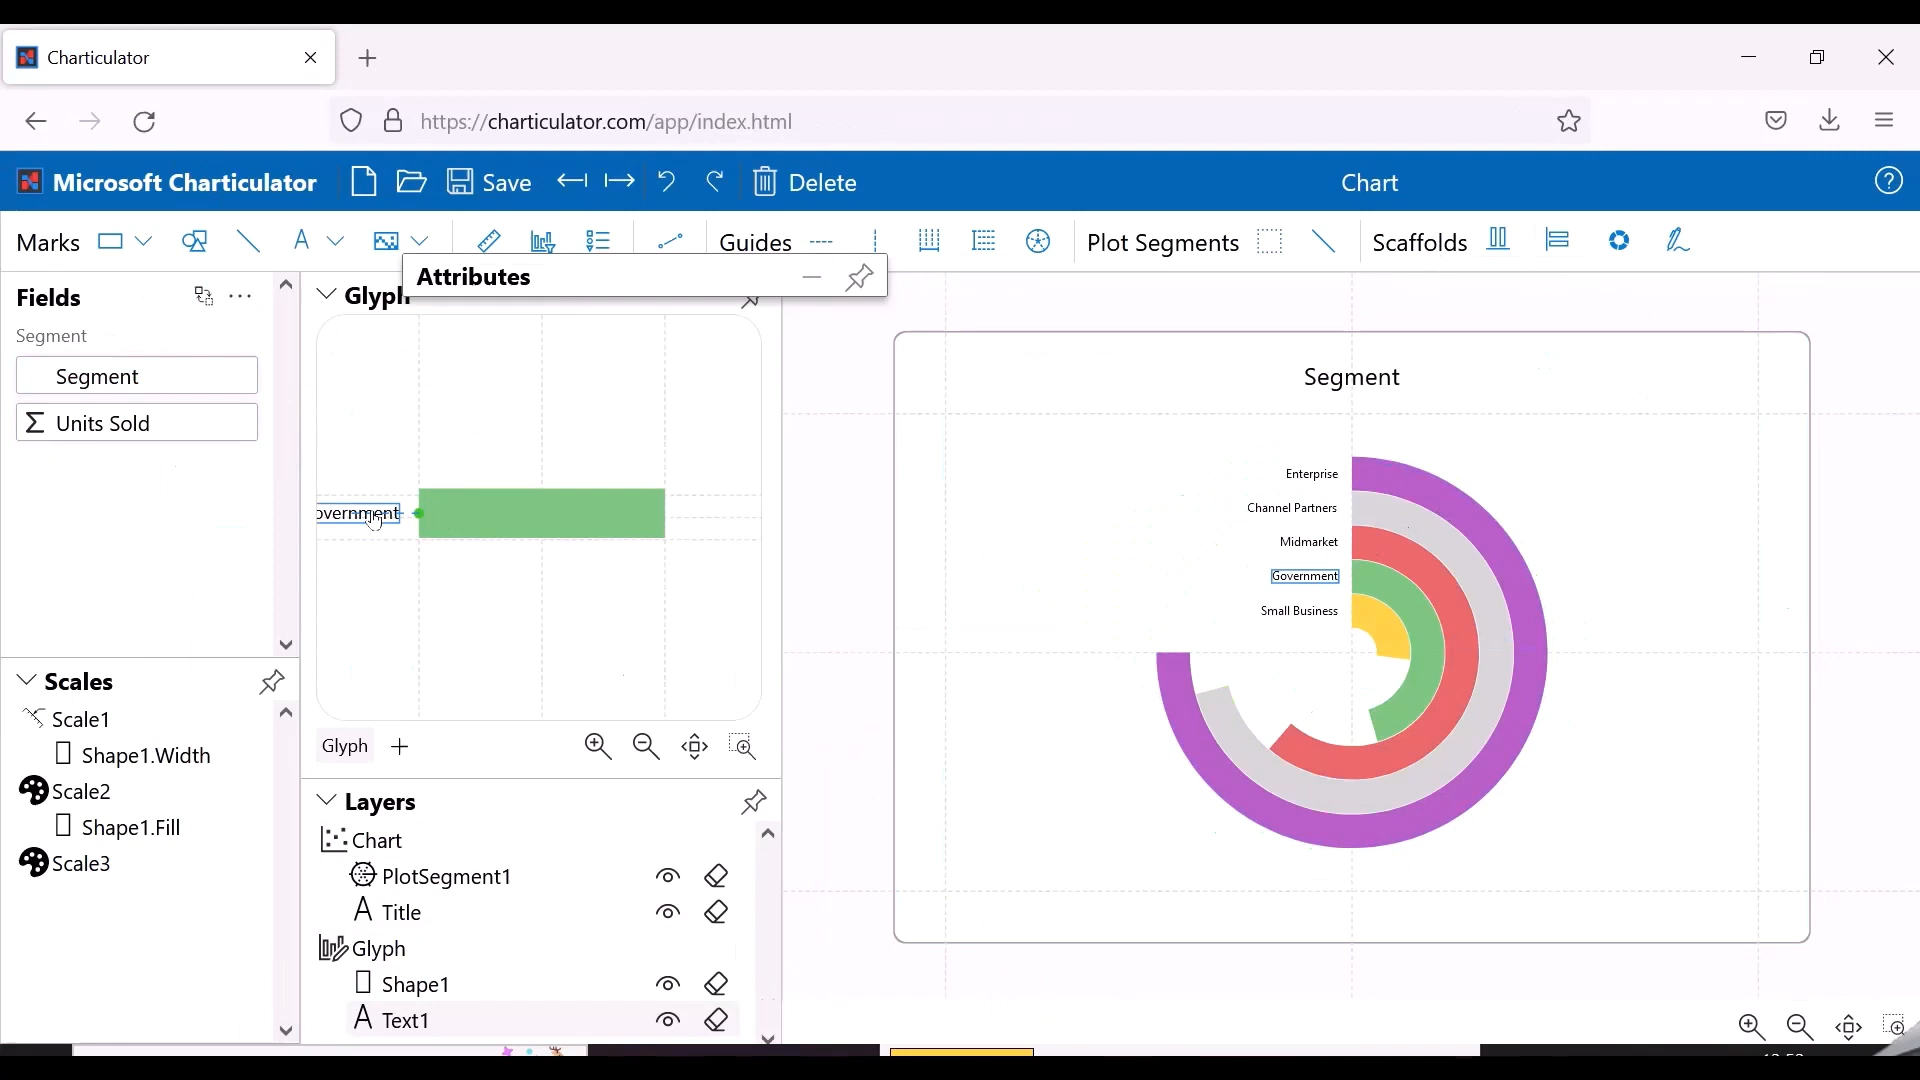 Charticulator
https://charticulator.com/app/index.html
Microsoft Charticulator
Save
Delete
Chart
Marks
Guides
Plot Segments
Scaffolds
Attributes
Fields
Segment
Segment
Units Sold
Glyph
overnment
Segment
Enterprise
Channel Partners
Midmarket
Government
Small Business
Scales
Scale1
Shape1.Width
Scale2
Shape1.Fill
Scale3
Glyph
Layers
Chart
PlotSegment1
Title
Glyph
Shape1
Text1